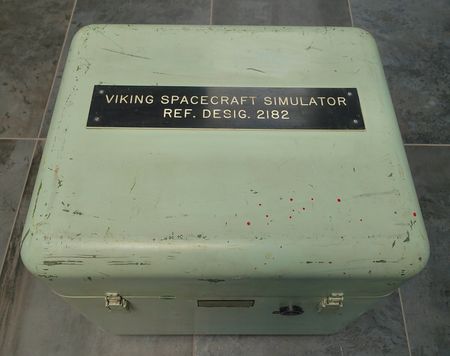 VIKING SPACECRAFT SIMULATOR
REF. DESIG. 2182